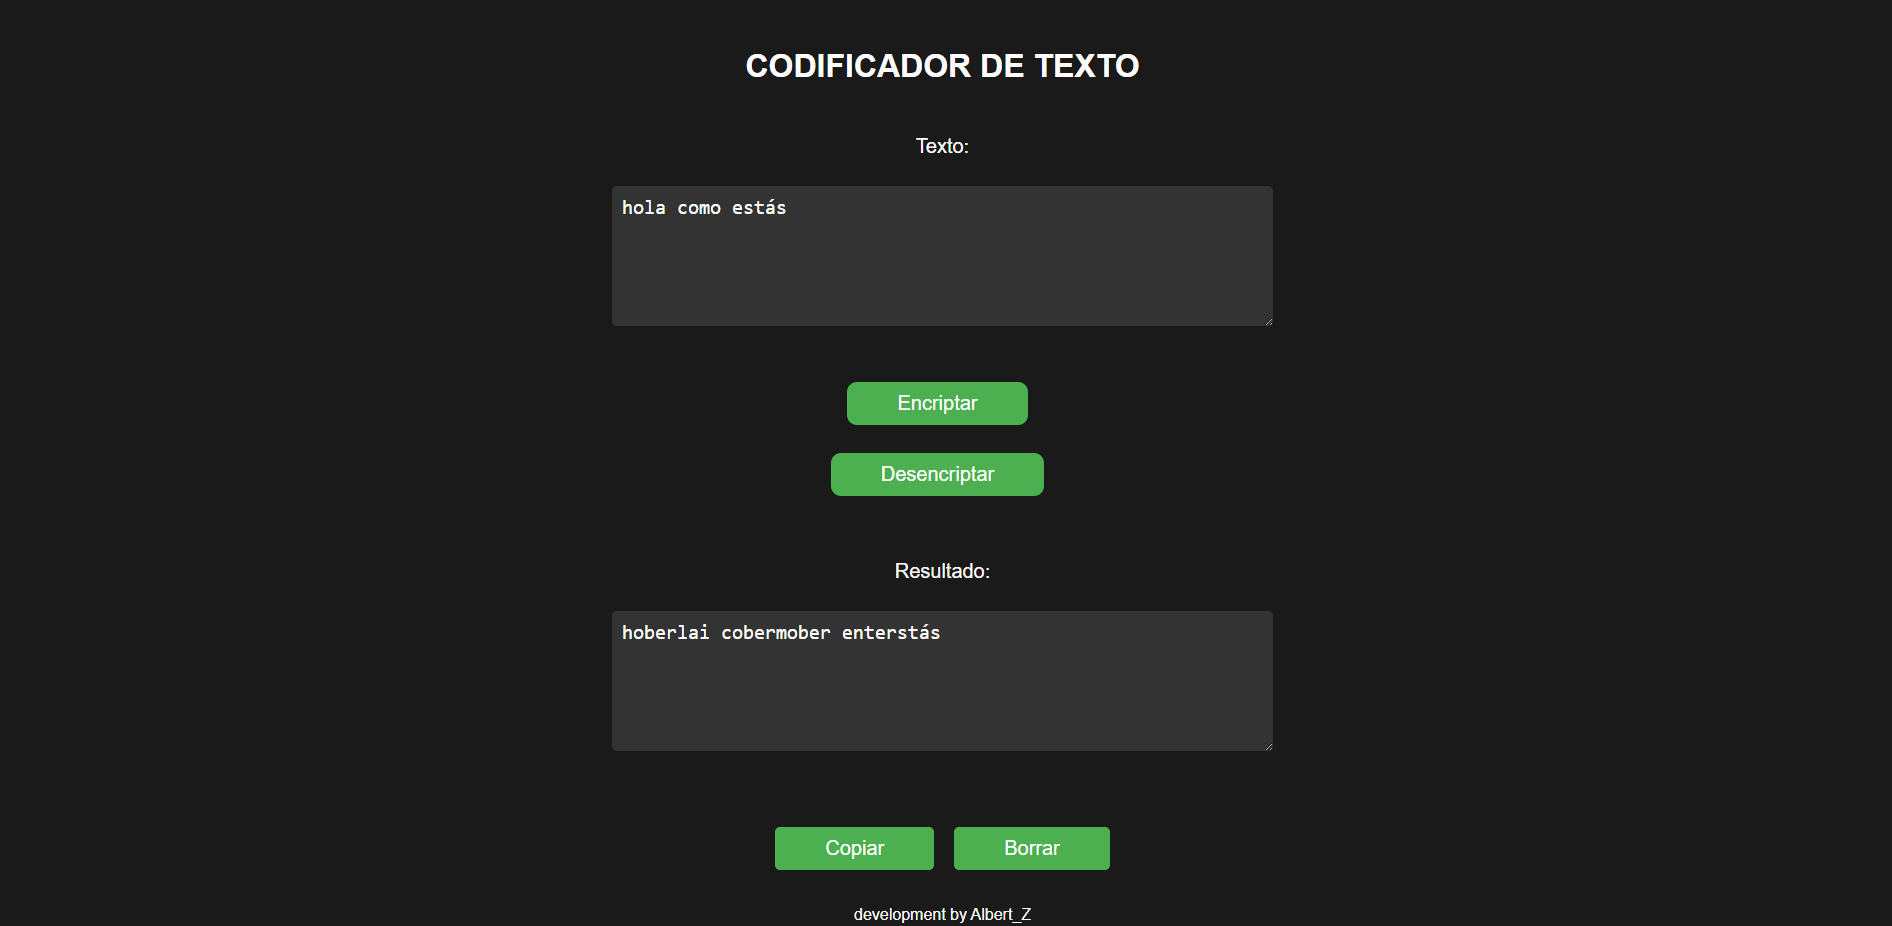 CODIFICADOR DE TEXTO
Texto:
hola como estás
Encriptar
Desencriptar
Resultado:
hoberlai cobermober enterstás
Copiar Borrar
development by Albert_Z